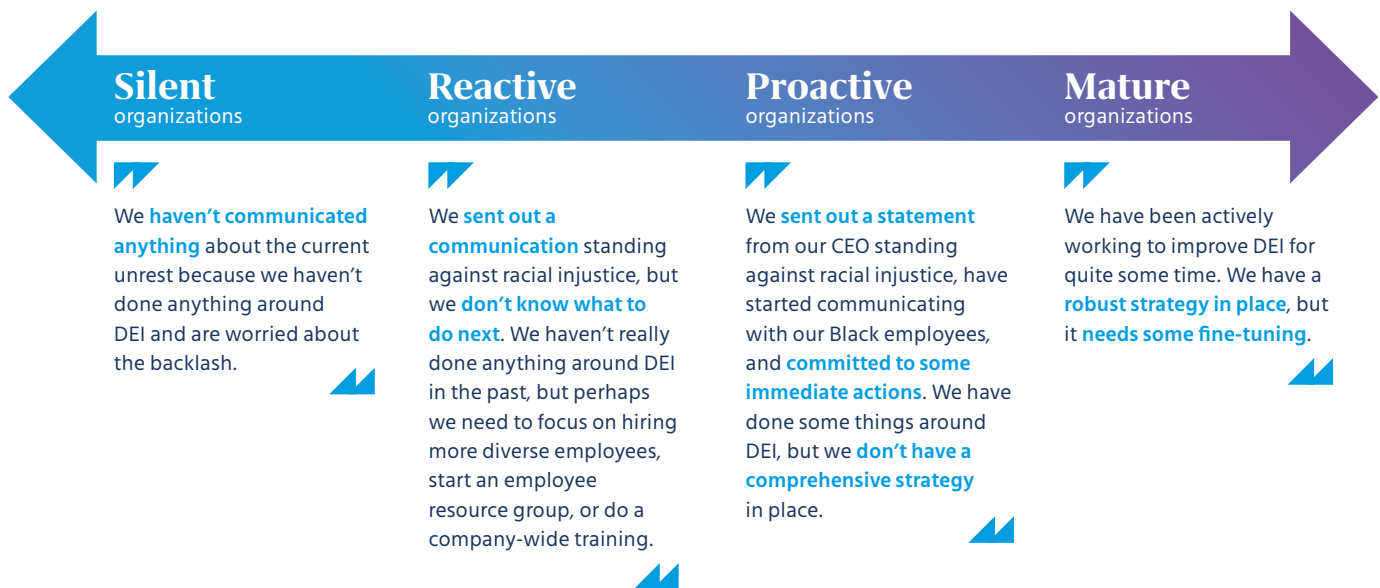 Silent
organizations
We haven’t communicated
anything about the current
unrest because we haven’t
done anything around
DEI and are worried about
the backlash.
Reactive
organizations
We sent out a
communication standing
against racial injustice, but
we don’t know what to
do next. We haven’t really
done anything around DEI
in the past, but perhaps
we need to focus on hiring
more diverse employees,
start an employee
resource group, or do a
company-wide training.
Proactive
organizations
We sent out a statement
from our CEO standing
against racial injustice, have
started communicating
with our Black employees,
and committed to some
immediate actions. We have
done some things around
DEI, but we don’t have a
comprehensive strategy
in place.
Mature
organizations
We have been actively
working to improve DEI for
quite some time. We have a
robust strategy in place, but
it needs some fine-tuning.